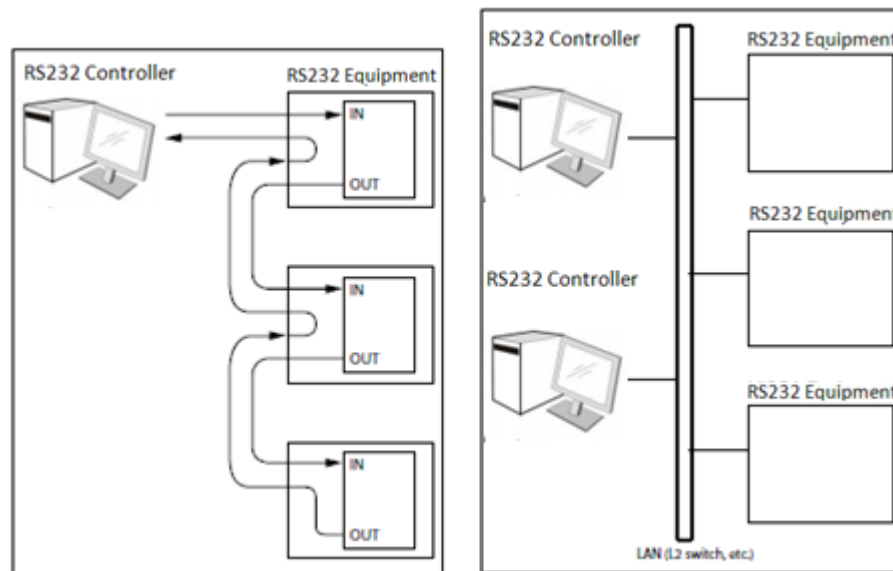 RS232 Controller
RS232 Equipment
IN
OUT
IN
OUT
IN
OUT
RS232 Controller
RS232 Equipment
RS232 Equipment
RS232 Controller
RS232 Equipment
LAN (L2 switch, etc.)